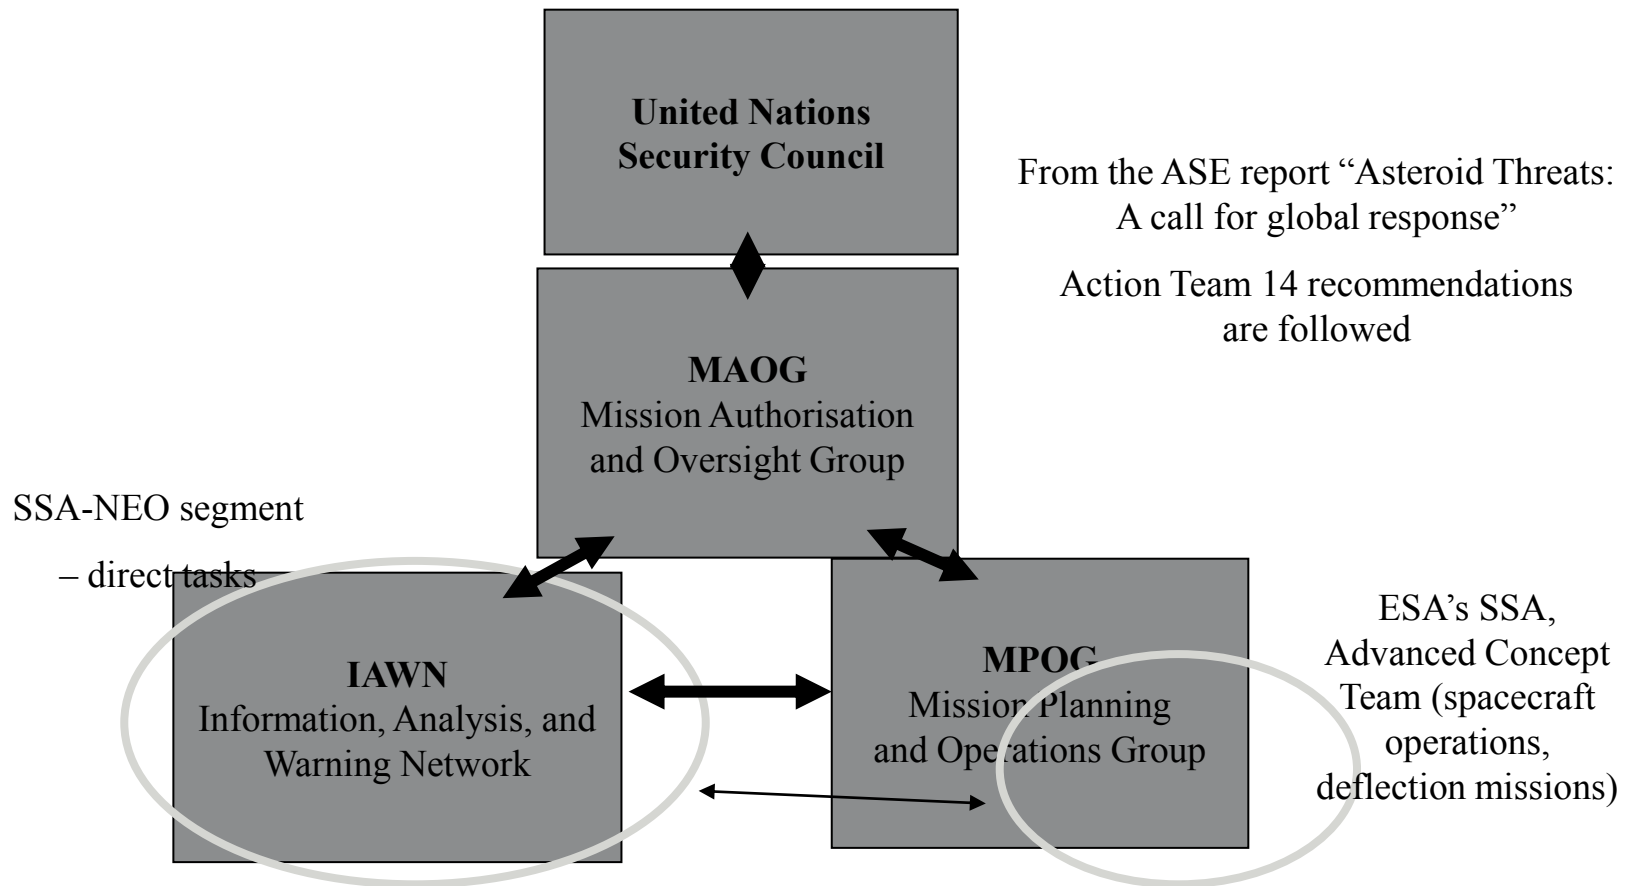 United Nations
Security Council
From the ASE report “Asteroid Threats:
A call for global response”
Action Team 14 recommendations
are followed
MAOG
Mission Authorisation
and Oversight Group
SSA-NEO segment
– direct tasks
IAWN
Information, Analysis, and
Warning Network
MPOG
Mission Planning
and Operations Group
ESA’s SSA,
Advanced Concept
Team (spacecraft
operations,
deflection missions)